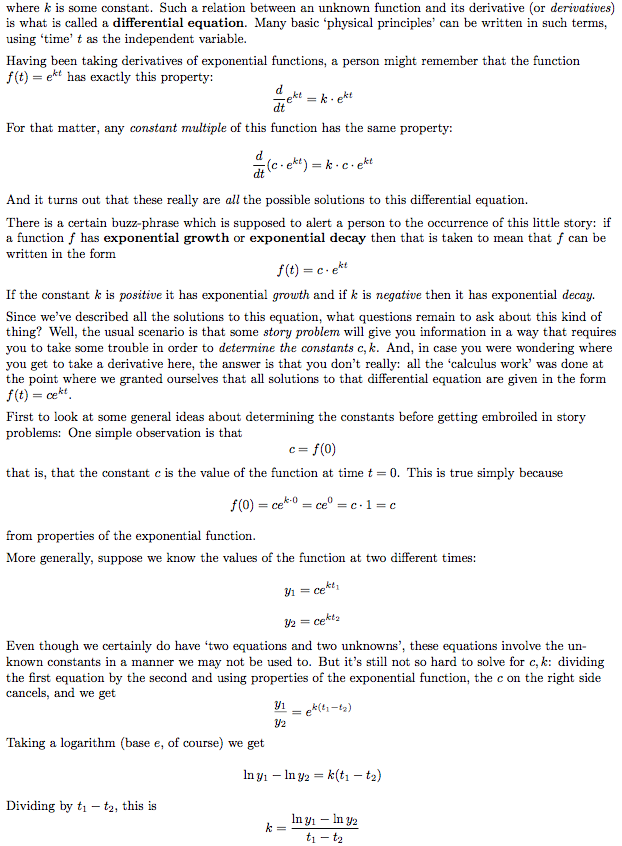 where k is some constant. Such a relation between an unknown function and its derivative (or derivatives)
is what is called a differential equation. Many basic ‘physical principles’ can be written in such terms,
using ‘time’ t as the independent variable.
Having been taking derivatives of exponential functions, a person might remember that the function
f(t) = e^{kt} has exactly this property:
\frac{d}{dt}e^{kt} = k · e^{kt}
For that matter, any constant multiple of this function has the same property:
\frac{d}{dt}(c · e^{kt}) = k · c · e^{kt}
And it turns out that these really are all the possible solutions to this differential equation.
There is a certain buzz-phrase which is supposed to alert a person to the occurrence of this little story: if
a function f has exponential growth or exponential decay then that is taken to mean that f can be
written in the form
f(t) = c · e^{kt}
If the constant k is positive it has exponential growth and if k is negative then it has exponential decay.
Since we’ve described all the solutions to this equation, what questions remain to ask about this kind of
thing? Well, the usual scenario is that some story problem will give you information in a way that requires
you to take some trouble in order to determine the constants c, k. And, in case you were wondering where
you get to take a derivative here, the answer is that you don’t really: all the ‘calculus work’ was done at
the point where we granted ourselves that all solutions to that differential equation are given in the form
f(t) = ce^{kt}.
First to look at some general ideas about determining the constants before getting embroiled in story
problems: One simple observation is that
c = f(0)
that is, that the constant c is the value of the function at time t = 0. This is true simply because
f(0) = ce^{k·0} = ce^{0} = c · 1 = c
from properties of the exponential function.
More generally, suppose we know the values of the function at two different times:
y_1 = ce^{kt_1}
y_2 = ce^{kt_2}
Even though we certainly do have ‘two equations and two unknowns’, these equations involve the un-
known constants in a manner we may not be used to. But it’s still not so hard to solve for c, k: dividing
the first equation by the second and using properties of the exponential function, the c on the right side
cancels, and we get
\frac{y_1}{y_2} = e^{k(t_1−t_2)}
Taking a logarithm (base e, of course) we get
ln y_1 − ln y_2 = k(t_1 − t_2)
Dividing by t_1 − t_2, this is
k = \frac{ln y_1 − ln y_2}{t_1 − t_2}